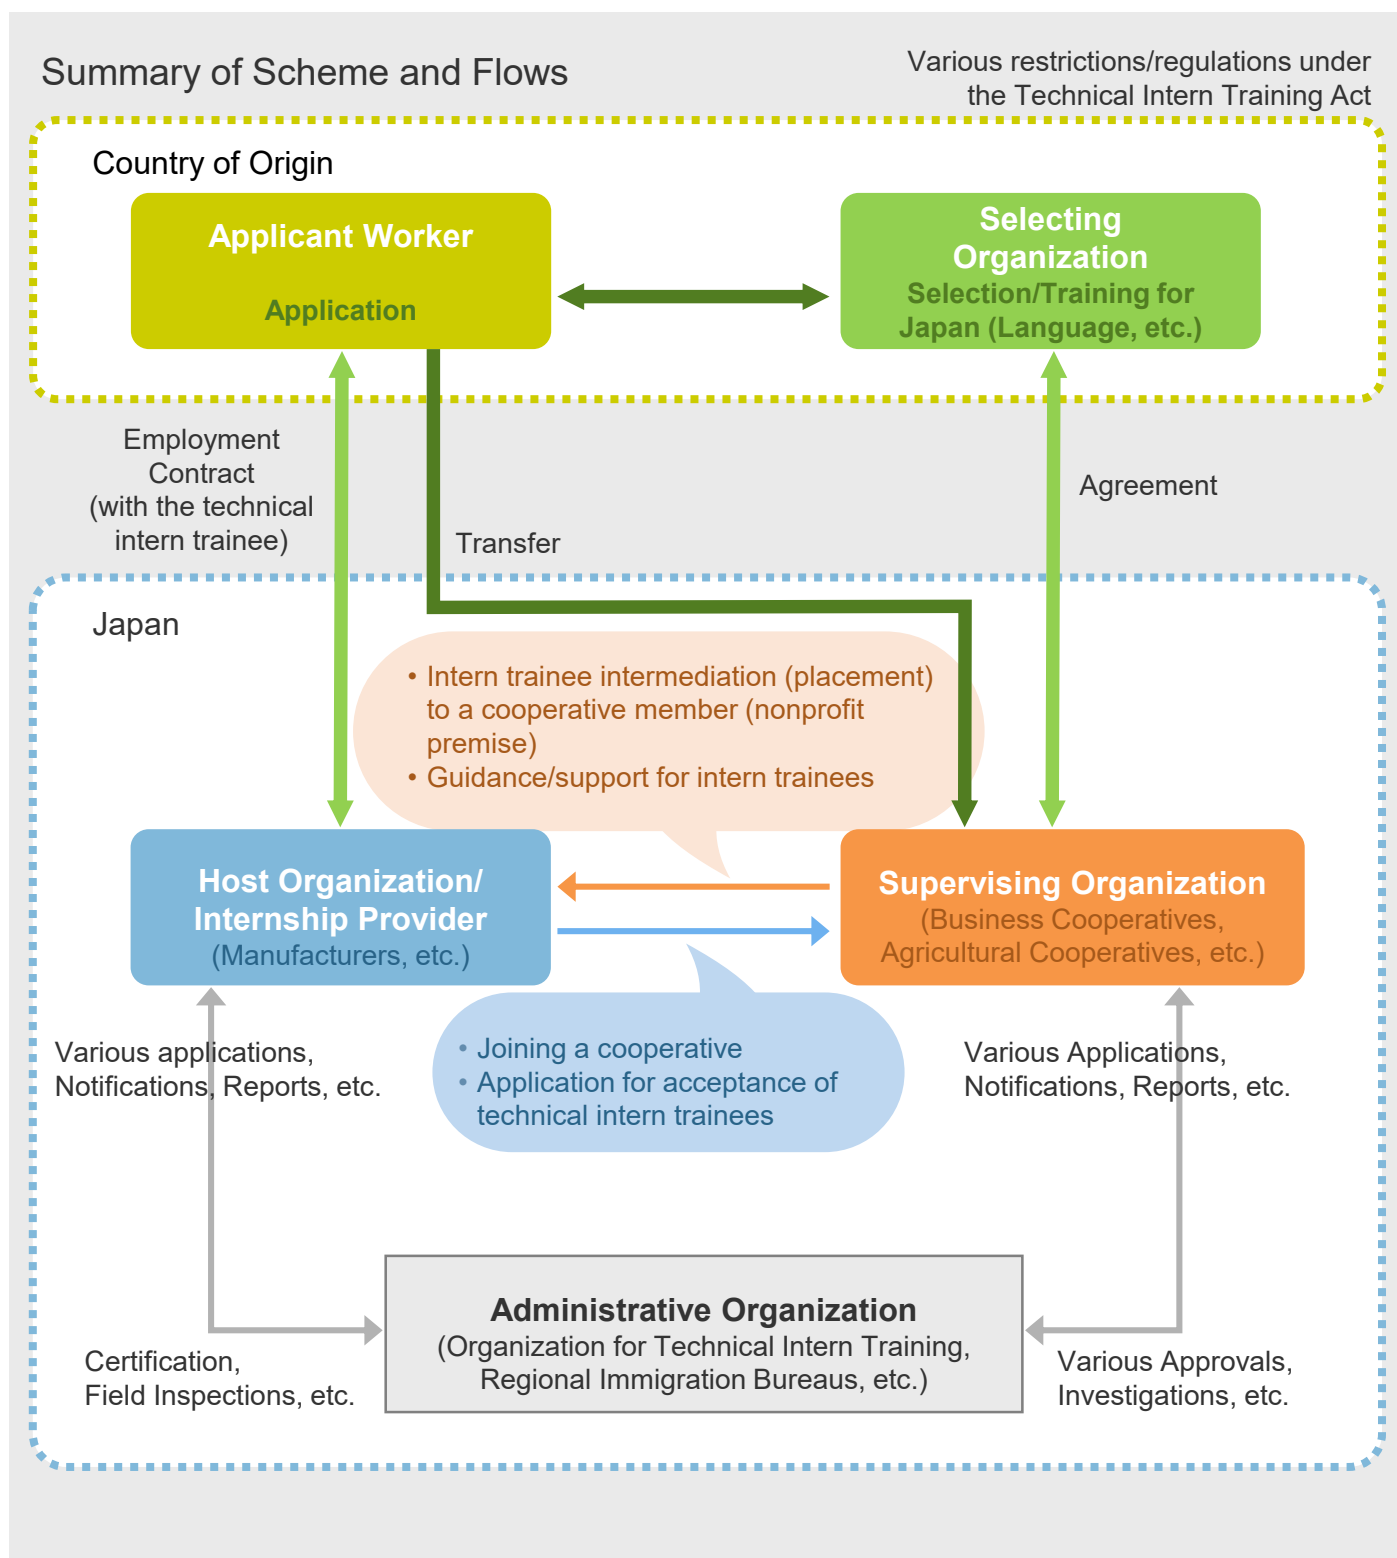 Summary of Scheme and Flows
Various restrictions/regulations under
the Technical Intern Training Act
Country of Origin
Applicant Worker
Application
Selecting
Organization
Selection/Training for
Japan (Language, etc.)
Employment
Contract
(with the technical
intern trainee)
Transfer
Agreement
Japan
• Intern trainee intermediation (placement)
to a cooperative member (nonprofit
premise)
• Guidance/support for intern trainees
Host Organization/
Internship Provider
(Manufacturers, etc.)
Supervising Organization
(Business Cooperatives,
Agricultural Cooperatives, etc.)
Various applications,
Notifications, Reports, etc.
• Joining a cooperative
• Application for acceptance of
technical intern trainees
Various Applications,
Notifications, Reports, etc.
Administrative Organization
(Organization for Technical Intern Training,
Regional Immigration Bureaus, etc.)
Certification,
Field Inspections, etc.
Various Approvals,
Investigations, etc.